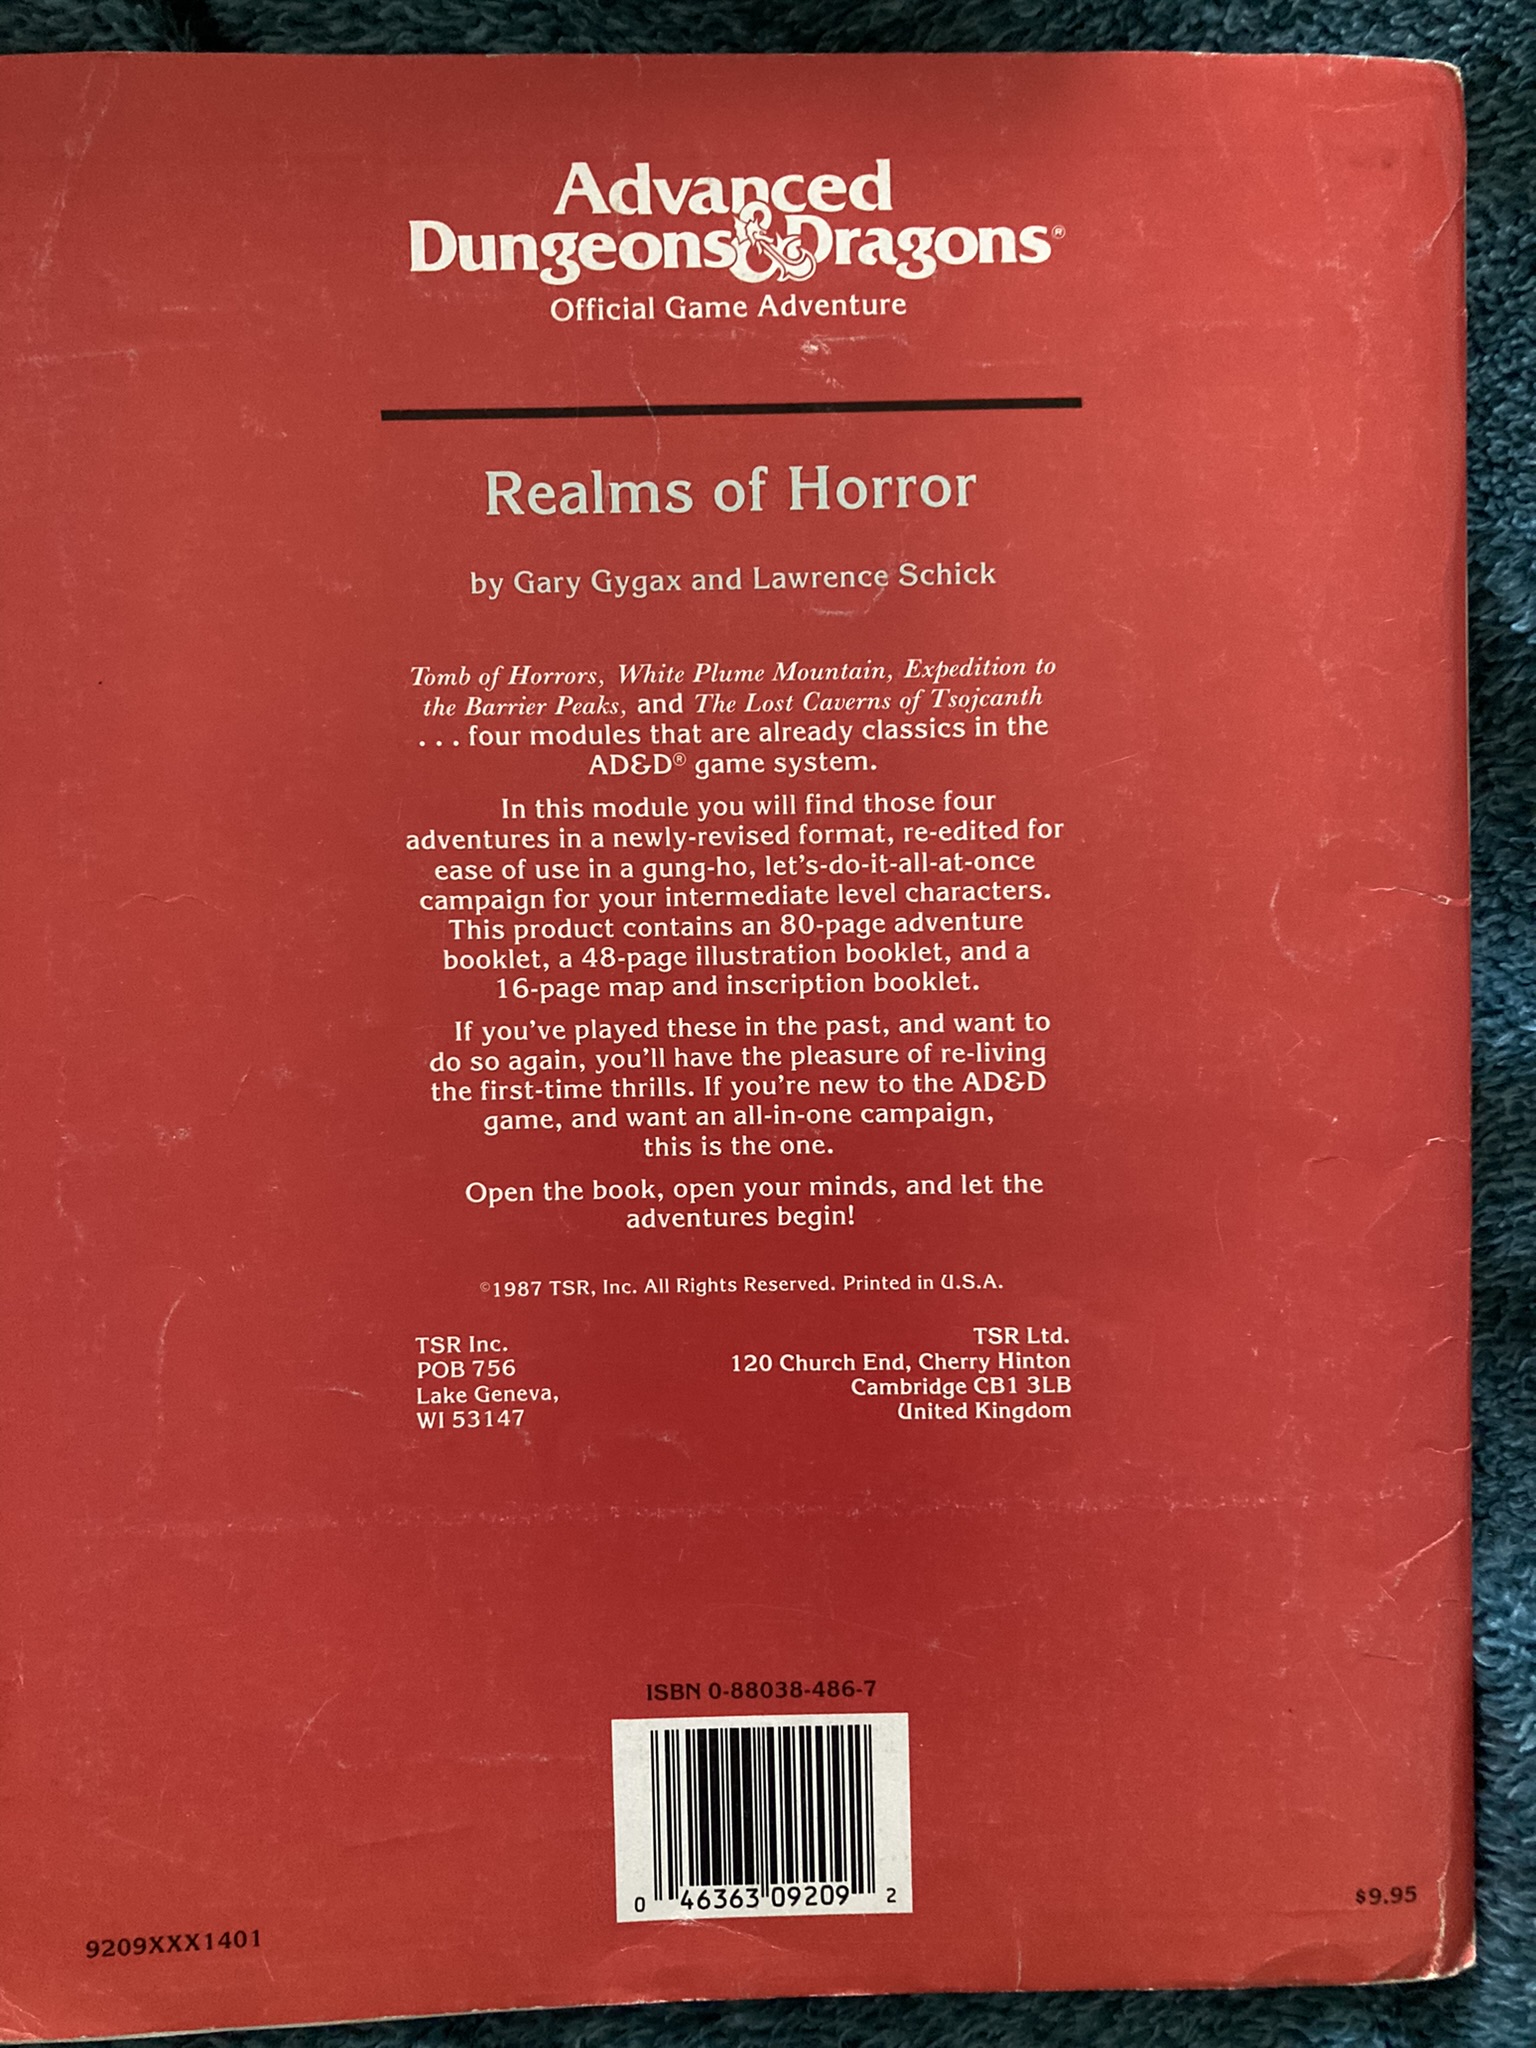 Advanced
Dungeons & Dragons®
Official Game Adventure
Realms of Horror
by Gary Gygax and Lawrence Schick
Tomb of Horrors, White Plume Mountain, Expedition to
the Barrier Peaks, and The Lost Caverns of Tsojcanth
. . . four modules that are already classics in the
AD&D® game system.
In this module you will find those four
adventures in a newly-revised format, re-edited for
ease of use in a gung-ho, let's-do-it-all-at-once
campaign for your intermediate level characters.
This product contains an 80-page adventure
booklet, a 48-page illustration booklet, and a
16-page map and inscription booklet.
If you've played these in the past, and want to
do so again, you'll have the pleasure of re-living
the first-time thrills. If you're new to the AD&D
game, and want an all-in-one campaign,
this is the one.
Open the book, open your minds, and let the
adventures begin!
©1987 TSR, Inc. All Rights Reserved. Printed in U.S.A.
TSR Inc.
POB 756
Lake Geneva,
WI 53147
TSR Ltd.
120 Church End, Cherry Hinton
Cambridge CB1 3LB
United Kingdom
ISBN 0-88038-486-7
0 46363 09209 2
$9.95
9209XXX1401